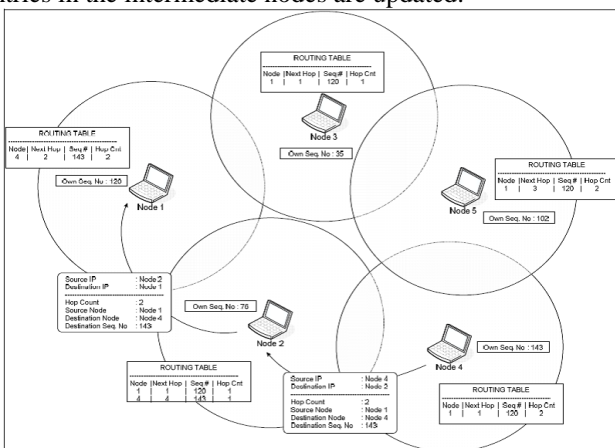 ntries in the intermediate nodes are updated.
ROUTING TABLE
Node |Next Hop | Seq# | Hop Cnt
1 | 1 | 120 | 1
Node 3
Own Seq. No : 35
ROUTING TABLE
Node| Next Hop | Seq # | Hop Cnt
4 | 2 | 143 | 2
Own Seq. No : 120
Node 1
ROUTING TABLE
Node |Next Hop | Seq # | Hop Cnt
1 | 3 | 120 | 2
Node 5
Own Seq. No : 102
Source IP : Node 2
Destination IP : Node 1
Hop Count : 2
Source Node : Node 1
Destination Node : Node 4
Destination Seq. No : 143
Own Seq. No : 76
Node 2
Own Seq. No : 143
Node 4
ROUTING TABLE
Node |Next Hop | Seq # | Hop Cnt
1 | 1 | 120 | 1
4 | 4 | 143 | 1
Source IP : Node 4
Destination IP : Node 2
Hop Count : 2
Source Node : Node 1
Destination Node : Node 4
Destination Seq. No : 143
ROUTING TABLE
Node |Next Hop | Seq # | Hop Cnt
1 | 1 | 120 | 2